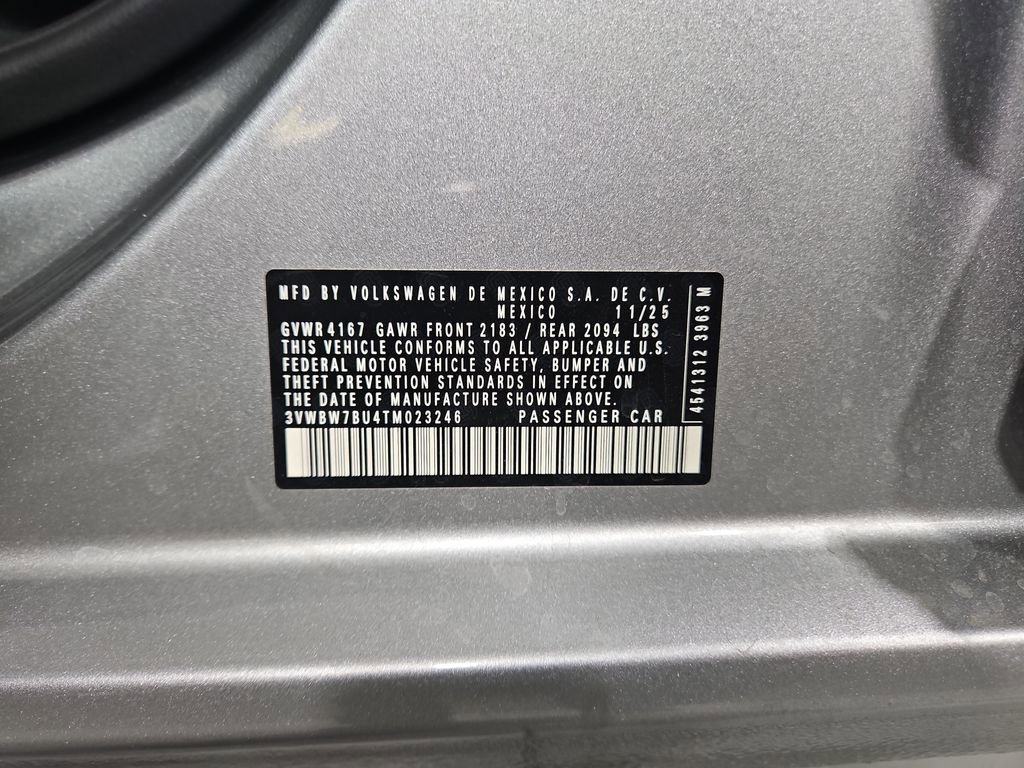 MFD BY VOLKSWAGEN DE MEXICO S.A. DE C.V.
MEXICO 11/25
GVWR 4167 GAWR FRONT 2183 / REAR 2094 LBS
THIS VEHICLE CONFORMS TO ALL APPLICABLE U.S.
FEDERAL MOTOR VEHICLE SAFETY, BUMPER AND
THEFT PREVENTION STANDARDS IN EFFECT ON
THE DATE OF MANUFACTURE SHOWN ABOVE.
3VWBW7BU4TM023246 PASSENGER CAR
4541312 3963 M